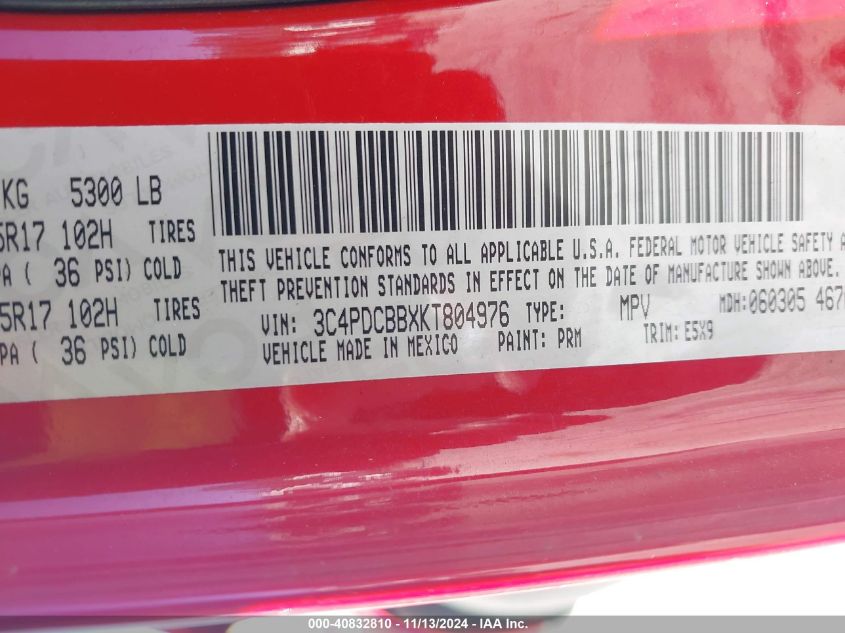 KG 5300 LB
5R17 102H TIRES
PA ( 36 PSI) COLD
5R17 102H TIRES
PA ( 36 PSI) COLD
THIS VEHICLE CONFORMS TO ALL APPLICABLE U.S.A. FEDERAL MOTOR VEHICLE SAFETY A
THEFT PREVENTION STANDARDS IN EFFECT ON THE DATE OF MANUFACTURE SHOWN ABOVE.
VIN: 3C4PDCBBXKT804976 TYPE: MPV MDH:060305 467
VEHICLE MADE IN MEXICO PAINT: PRM TRIM: E5X9
000-40832810 - 11/13/2024 - IAA Inc.